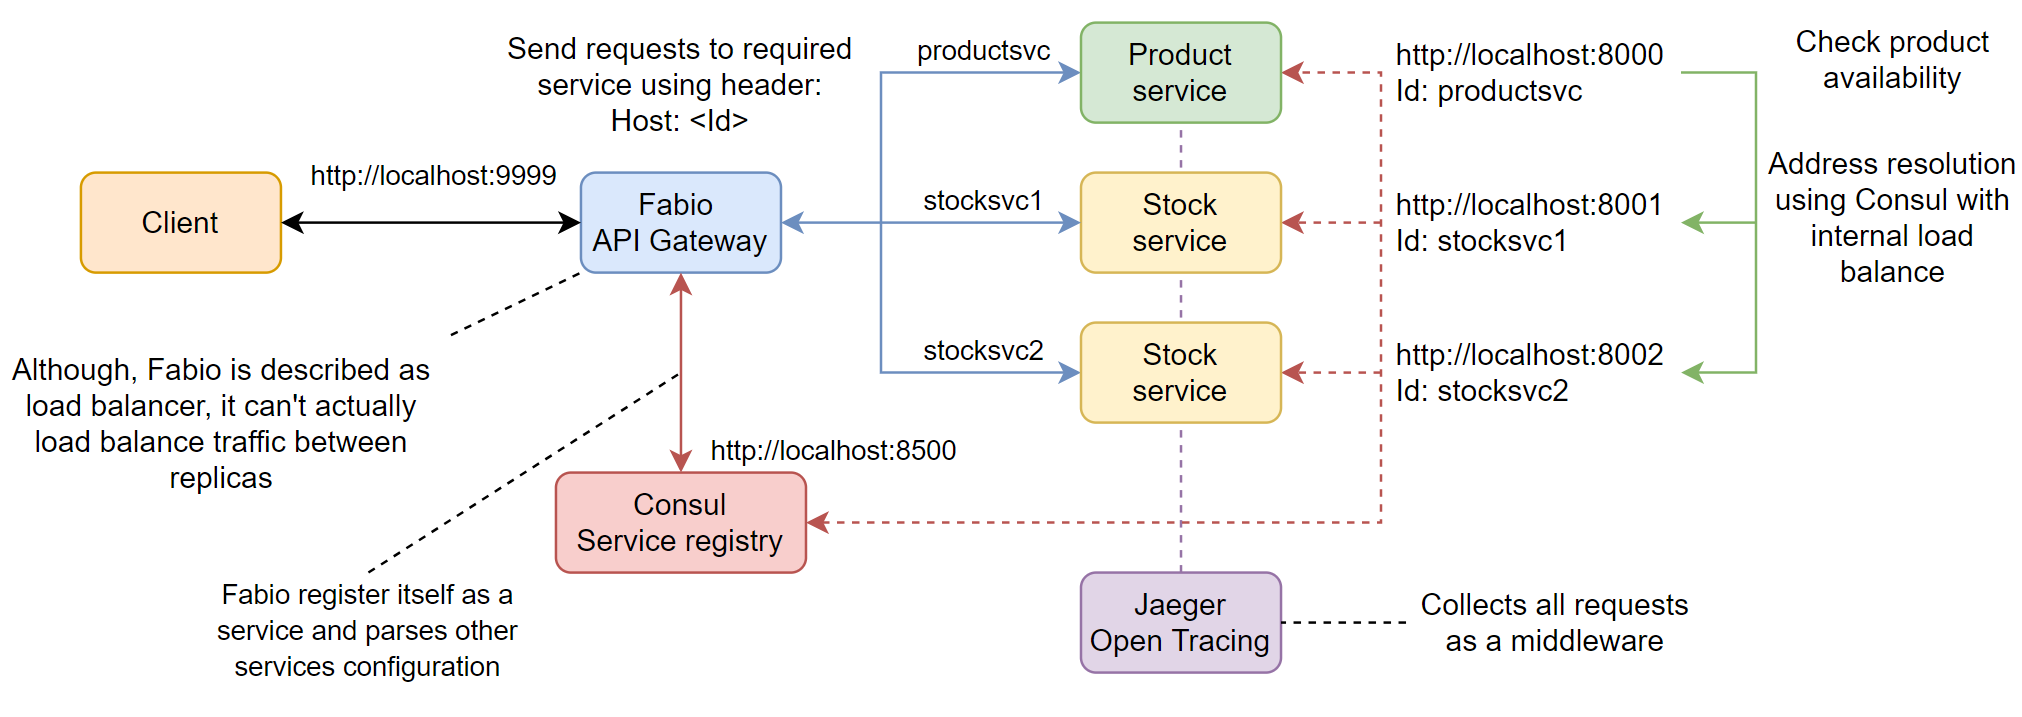 Send requests to required
service using header:
Host: <Id>
productsvc
Product
service
http://localhost:8000
Id: productsvc
Check product
availability
http://localhost:9999
Client
Fabio
API Gateway
stocksvc1
Stock
service
http://localhost:8001
Id: stocksvc1
Address resolution
using Consul with
internal load
balance
stocksvc2
Stock
service
http://localhost:8002
Id: stocksvc2
Although, Fabio is described as
load balancer, it can't actually
load balance traffic between
replicas
http://localhost:8500
Consul
Service registry
Fabio register itself as a
service and parses other
services configuration
Jaeger
Open Tracing
Collects all requests
as a middleware